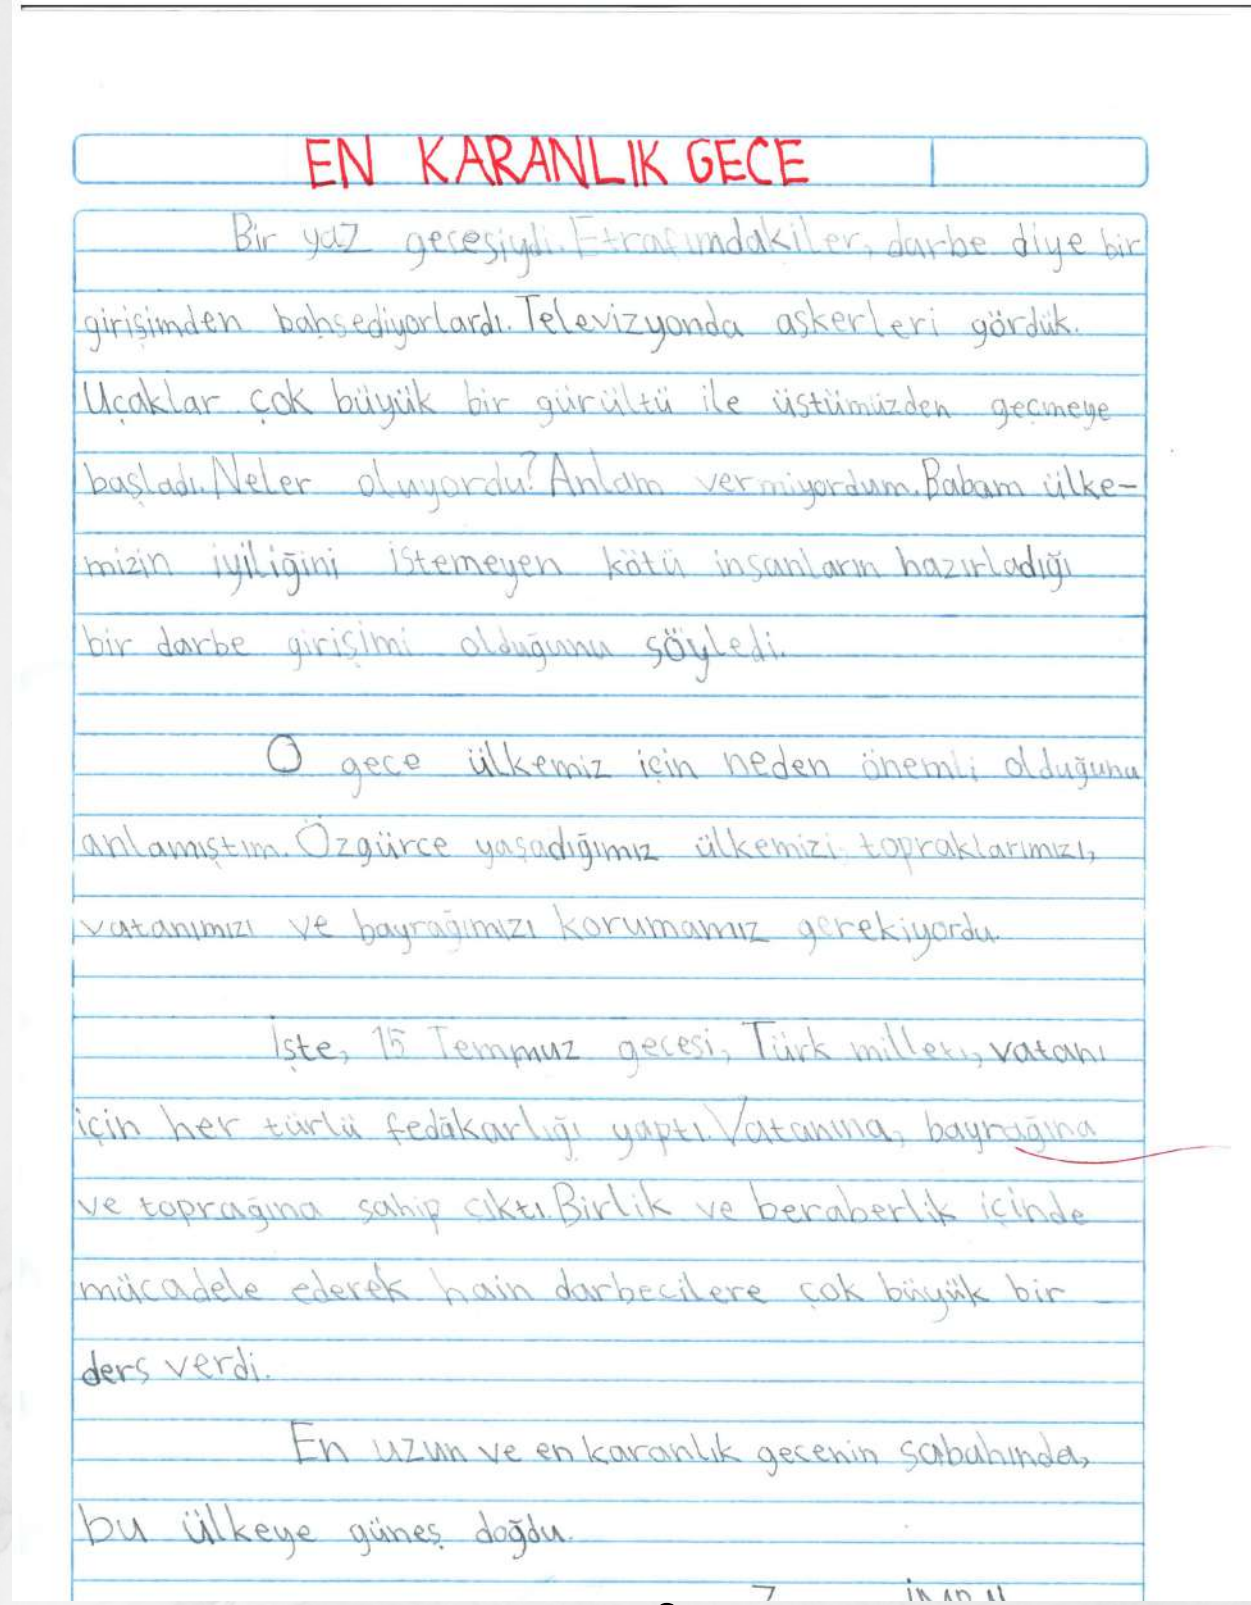 EN KARANLIK GECE
Bir yaz gecesiydi. Etrafımdakiler, darbe diye bir
girişimden bahsediyorlardı. Televizyonda askerleri gördük.
Uçaklar çok büyük bir gürültü ile üstümüzden geçmeye
başladı. Neler oluyordu? Anlam vermiyordum. Babam ülke-
mizin iyiliğini istemeyen kötü insanların hazırladığı
bir darbe girişimi olduğunu söyledi.
O gece ülkemiz için neden önemli olduğunu
anlamıştım. Özgürce yaşadığımız ülkemizi, topraklarımızı,
vatanımızı ve bayrağımızı korumamız gerekiyordu.
İşte, 15 Temmuz gecesi, Türk milleti, vatanı
için her türlü fedâkarlığı yaptı. Vatanına, bayrağına
ve toprağına sahip çıktı. Birlik ve beraberlik içinde
mücadele ederek hain darbecilere çok büyük bir
ders verdi.
En uzun ve en karanlık gecenin sabahında,
bu ülkeye güneş doğdu.